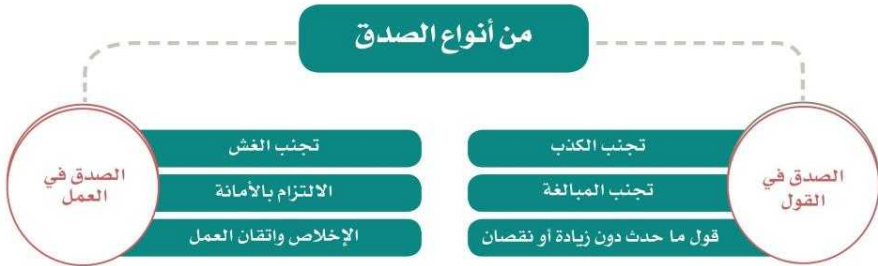 من أنواع الصدق
الصدق في
القول
تجنب الكذب
تجنب المبالغة
قول ما حدث دون زيادة أو نقصان
الصدق في
العمل
تجنب الغش
الالتزام بالأمانة
الإخلاص وإتقان العمل